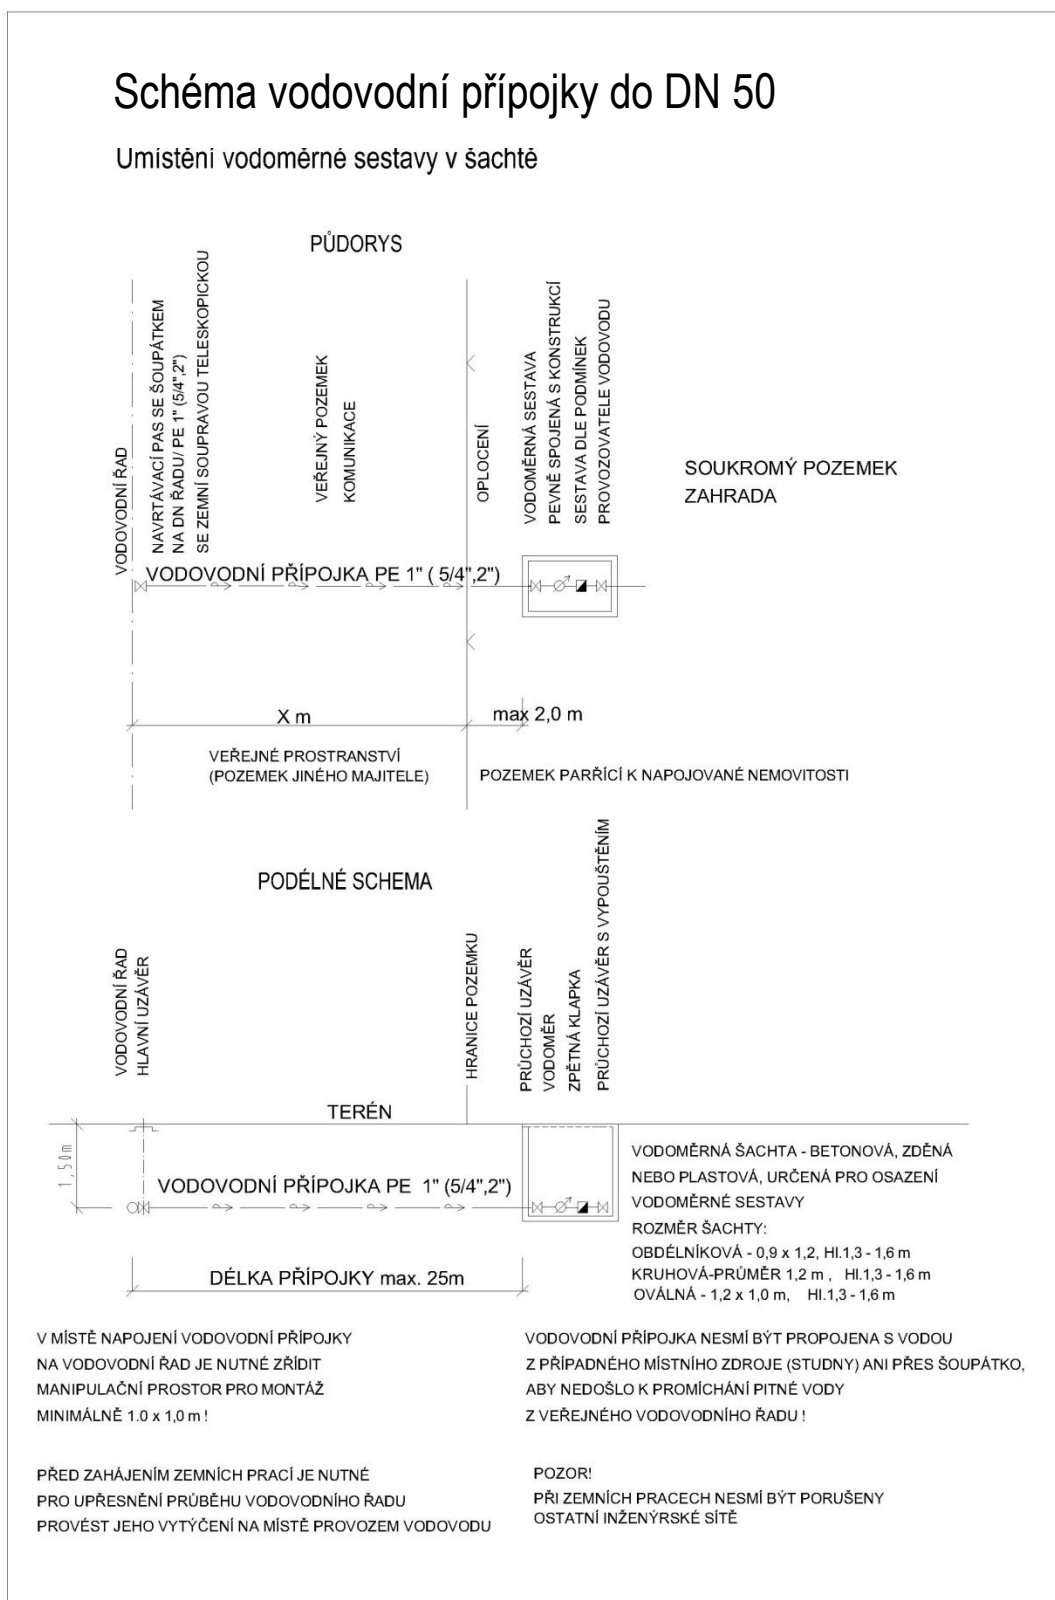 Schéma vodovodní přípojky do DN 50
Umístění vodoměrné sestavy v šachtě
PŮDORYS
VODOVODNÍ ŘAD
NAVRTÁVACÍ PAS SE ŠOUPÁTKEM
NA DN ŘADU/ PE 1" (5/4",2")
SE ZEMNÍ SOUPRAVOU TELESKOPICKOU
VEŘEJNÝ POZEMEK
KOMUNIKACE
OPLOCENÍ
VODOMĚRNÁ SESTAVA
PEVNĚ SPOJENÁ S KONSTRUKCÍ
SESTAVA DLE PODMÍNEK
PROVOZOVATELE VODOVODU
SOUKROMÝ POZEMEK
ZAHRADA
VODOVODNÍ PŘÍPOJKA PE 1" ( 5/4",2")
X m
max 2,0 m
VEŘEJNÉ PROSTRANSTVÍ
(POZEMEK JINÉHO MAJITELE)
POZEMEK PARŘÍCÍ K NAPOJOVANÉ NEMOVITOSTI
PODÉLNÉ SCHEMA
VODOVODNÍ ŘAD
HLAVNÍ UZÁVĚR
HRANICE POZEMKU
PRŮCHOZÍ UZÁVĚR
VODOMĚR
ZPĚTNÁ KLAPKA
PRŮCHOZÍ UZÁVĚR S VYPOUŠTĚNÍM
TERÉN
1,50m
VODOVODNÍ PŘÍPOJKA PE 1" (5/4",2")
VODOMĚRNÁ ŠACHTA - BETONOVÁ, ZDĚNÁ
NEBO PLASTOVÁ, URČENÁ PRO OSAZENÍ
VODOMĚRNÉ SESTAVY
ROZMĚR ŠACHTY:
OBDÉLNÍKOVÁ - 0,9 x 1,2, Hl.1,3 - 1,6 m
KRUHOVÁ-PRŮMĚR 1,2 m , Hl.1,3 - 1,6 m
OVÁLNÁ - 1,2 x 1,0 m, Hl.1,3 - 1,6 m
DÉLKA PŘÍPOJKY max. 25m
V MÍSTĚ NAPOJENÍ VODOVODNÍ PŘÍPOJKY
NA VODOVODNÍ ŘAD JE NUTNÉ ZŘÍDIT
MANIPULAČNÍ PROSTOR PRO MONTÁŽ
MINIMÁLNĚ 1.0 x 1,0 m !
VODOVODNÍ PŘÍPOJKA NESMÍ BÝT PROPOJENA S VODOU
Z PŘÍPADNÉHO MÍSTNÍHO ZDROJE (STUDNY) ANI PŘES ŠOUPÁTKO,
ABY NEDOŠLO K PROMÍCHÁNÍ PITNÉ VODY
Z VEŘEJNÉHO VODOVODNÍHO ŘADU !
PŘED ZAHÁJENÍM ZEMNÍCH PRACÍ JE NUTNÉ
PRO UPŘESNĚNÍ PRŮBĚHU VODOVODNÍHO ŘADU
PROVÉST JEHO VYTÝČENÍ NA MÍSTĚ PROVOZEM VODOVODU
POZOR!
PŘI ZEMNÍCH PRACECH NESMÍ BÝT PORUŠENY
OSTATNÍ INŽENÝRSKÉ SÍTĚ